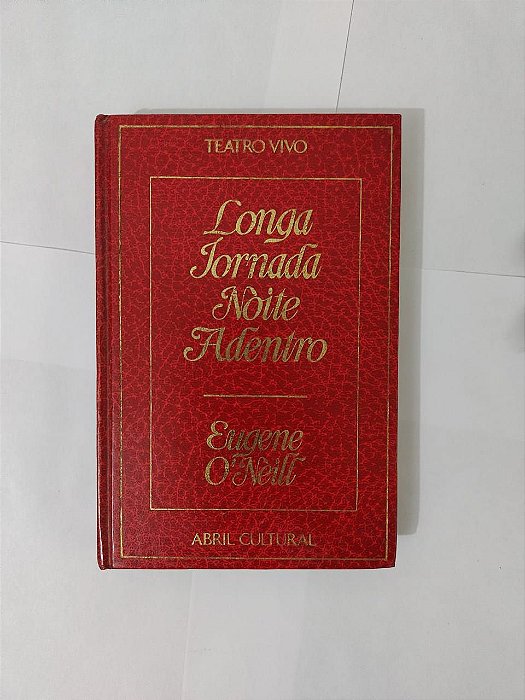 TEATRO VIVO
Longa
Jornada
Noite
Adentro
Eugene
O'Neill
ABRIL CULTURAL